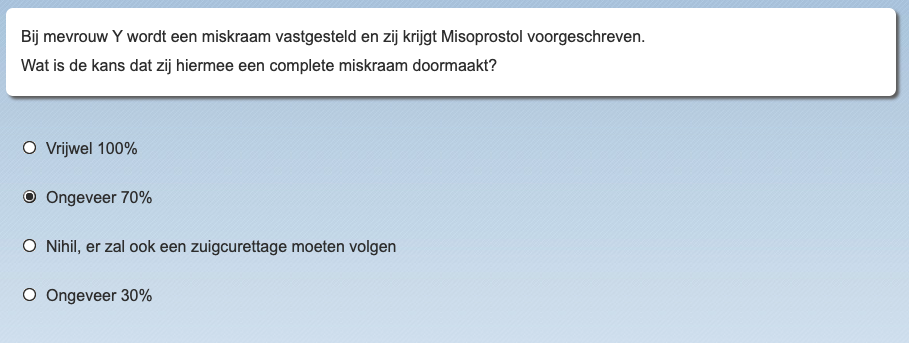 Bij mevrouw Y wordt een miskraam vastgesteld en zij krijgt Misoprostol voorgeschreven.
Wat is de kans dat zij hiermee een complete miskraam doormaakt?
Vrijwel 100%
Ongeveer 70%
Nihil, er zal ook een zuigcurettage moeten volgen
Ongeveer 30%